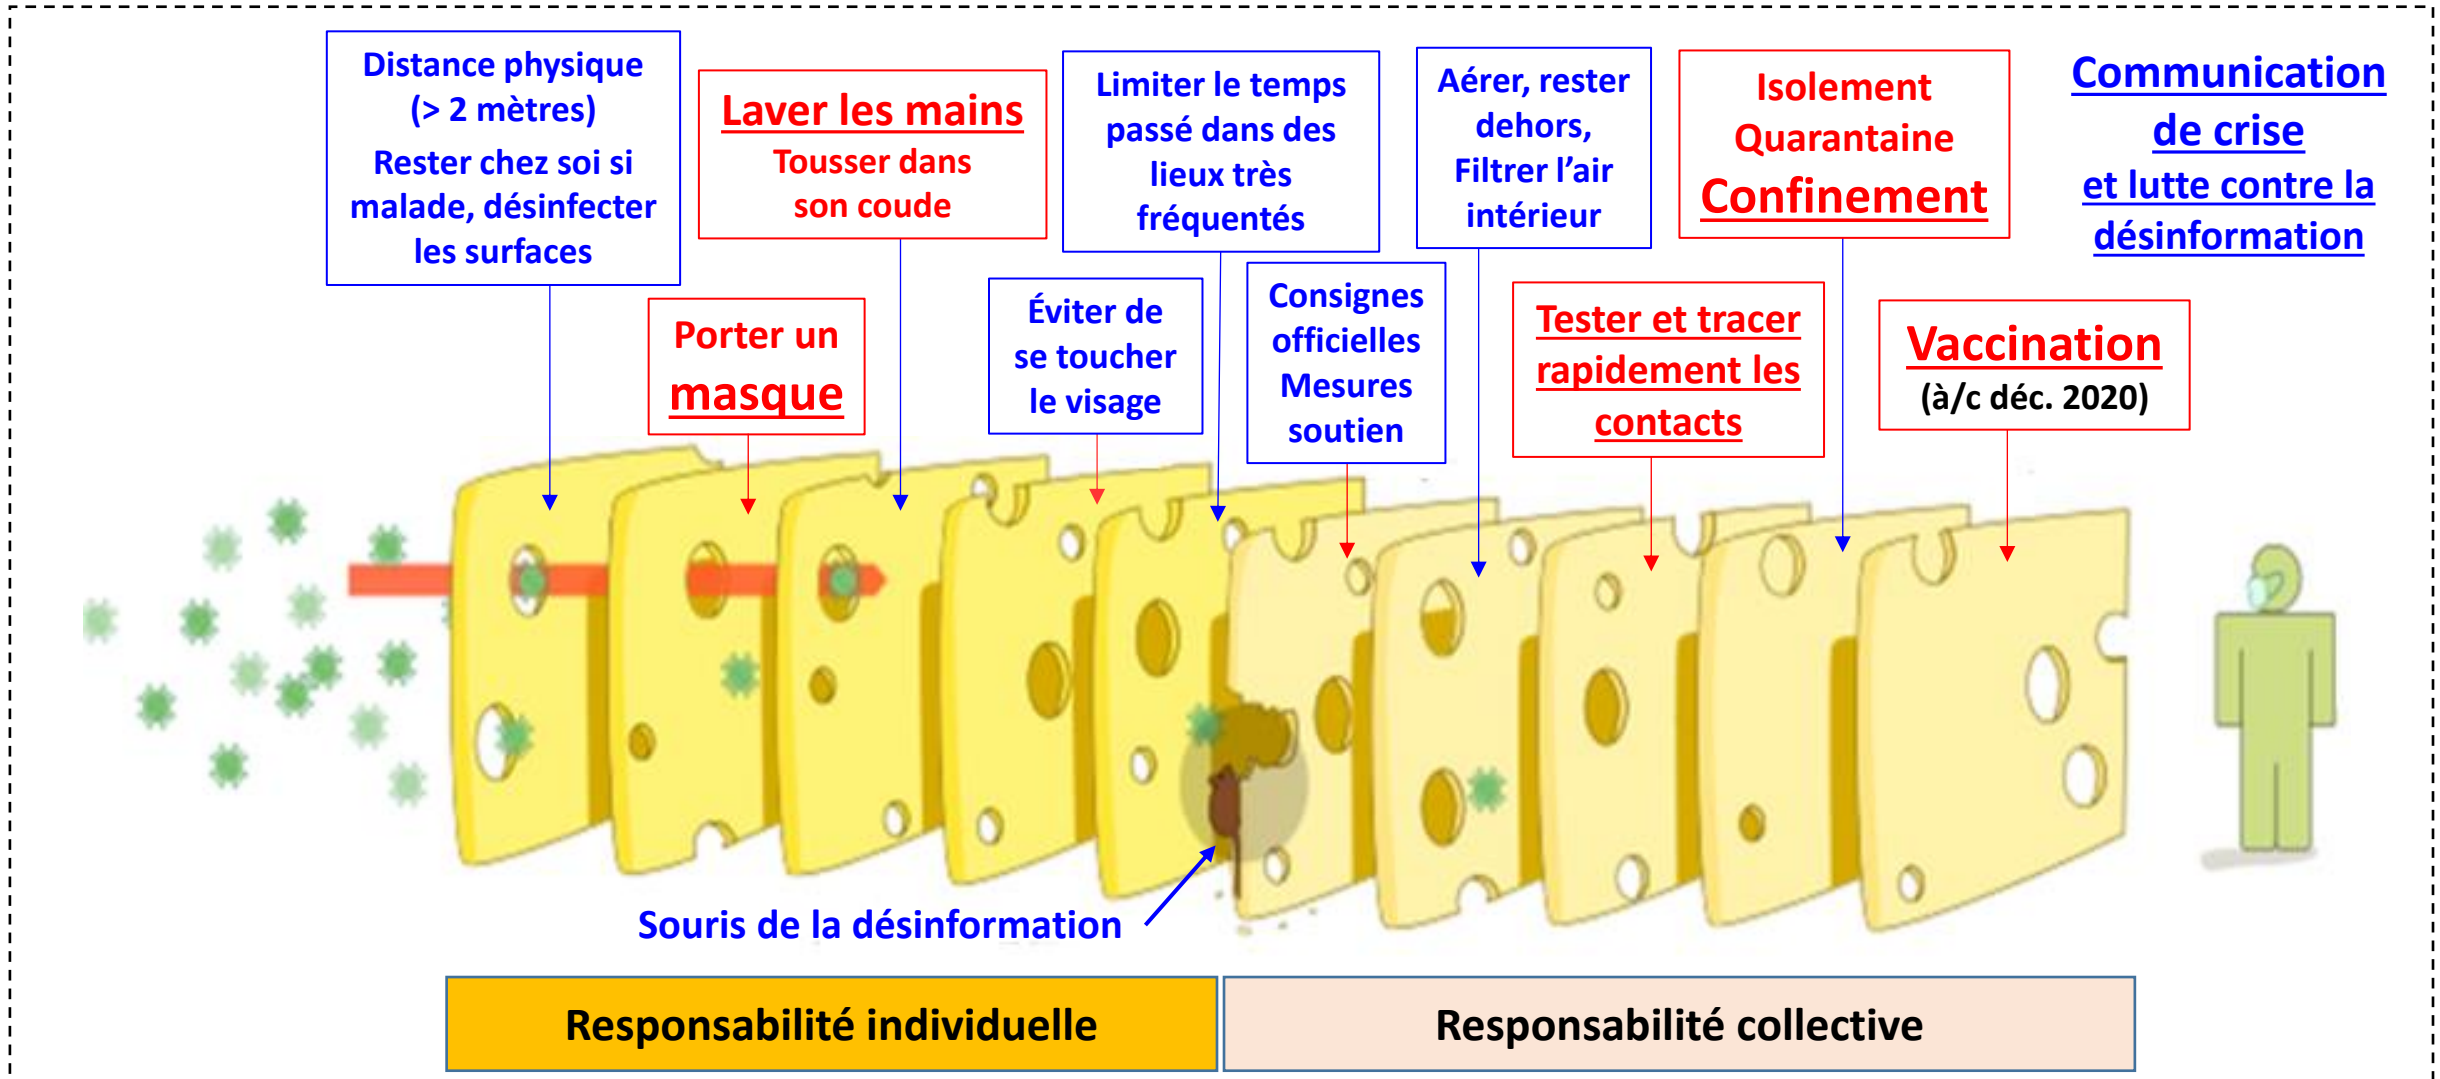 Distance physique
(> 2 mètres)
Rester chez soi si
malade, désinfecter
les surfaces
Porter un
masque
Laver les mains
Tousser dans
son coude
Éviter de
se toucher
le visage
Limiter le temps
passé dans des
lieux très
fréquentés
Consignes
officielles
Mesures
soutien
Aérer, rester
dehors,
Filtrer l’air
intérieur
Tester et tracer
rapidement les
contacts
Isolement
Quarantaine
Confinement
Vaccination
(à/c déc. 2020)
Communication
de crise
et lutte contre la
désinformation
Souris de la désinformation
Responsabilité individuelle
Responsabilité collective